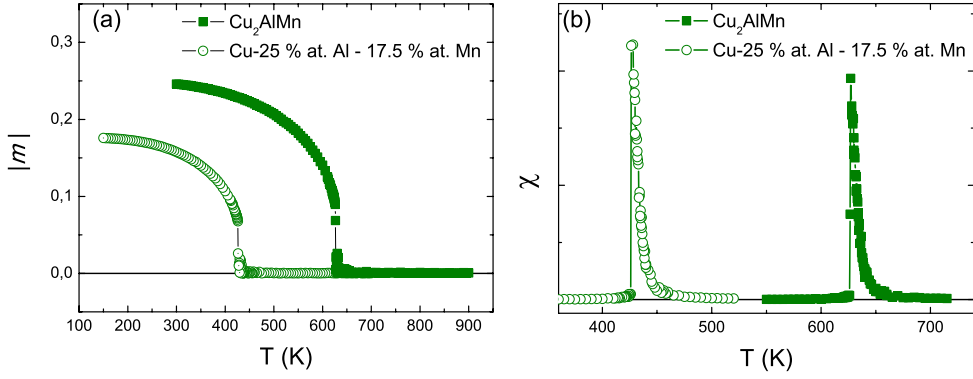 (a)
Cu₂AlMn
Cu-25 % at. Al - 17.5 % at. Mn
|m|
0,3
0,2
0,1
0,0
100 200 300 400 500 600 700 800 900
T (K)
(b)
Cu₂AlMn
Cu-25 % at. Al - 17.5 % at. Mn
χ
400 500 600 700
T (K)